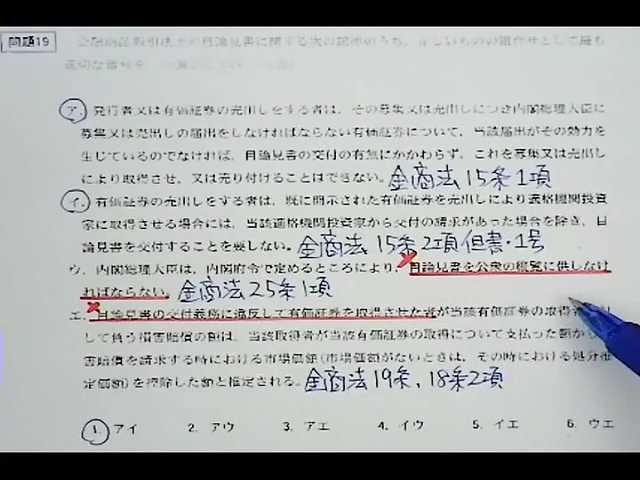 問題19 金融商品取引法上の目論見書に関する次の記述のうち、正しいものの組合せとして最も
適切な番号を
ア. 発行者又は有価証券の売出しをする者は、その募集又は売出しにつき内閣総理大臣に
募集又は売出しの届出をしなければならない有価証券について、当該届出がその効力を
生じているのでなければ、目論見書の交付の有無にかかわらず、これを募集又は売出し
により取得させ、又は売り付けることはできない。 金商法15条1項
イ. 有価証券の売出しをする者は、既に開示された有価証券を売出しにより適格機関投資
家に取得させる場合には、当該適格機関投資家から交付の請求があった場合を除き、目
論見書を交付することを要しない。 金商法 15条2項但書・1号
ウ. 内閣総理大臣は、内閣府令で定めるところにより、目論見書を公衆の縦覧に供しなけ
ればならない。 金商法25条1項
エ. 目論見書の交付義務に違反して有価証券を取得させた者が当該有価証券の取得者
して負う損害賠償の額は、当該取得者が当該有価証券の取得について支払った額から
害賠償を請求する時における市場価額(市場価額がないときは、その時における処分推
定価額)を控除した額と推定される。 金商法19条, 18条2項
1. アイ 2. アウ 3. アエ 4. イウ 5. イエ 6. ウエ